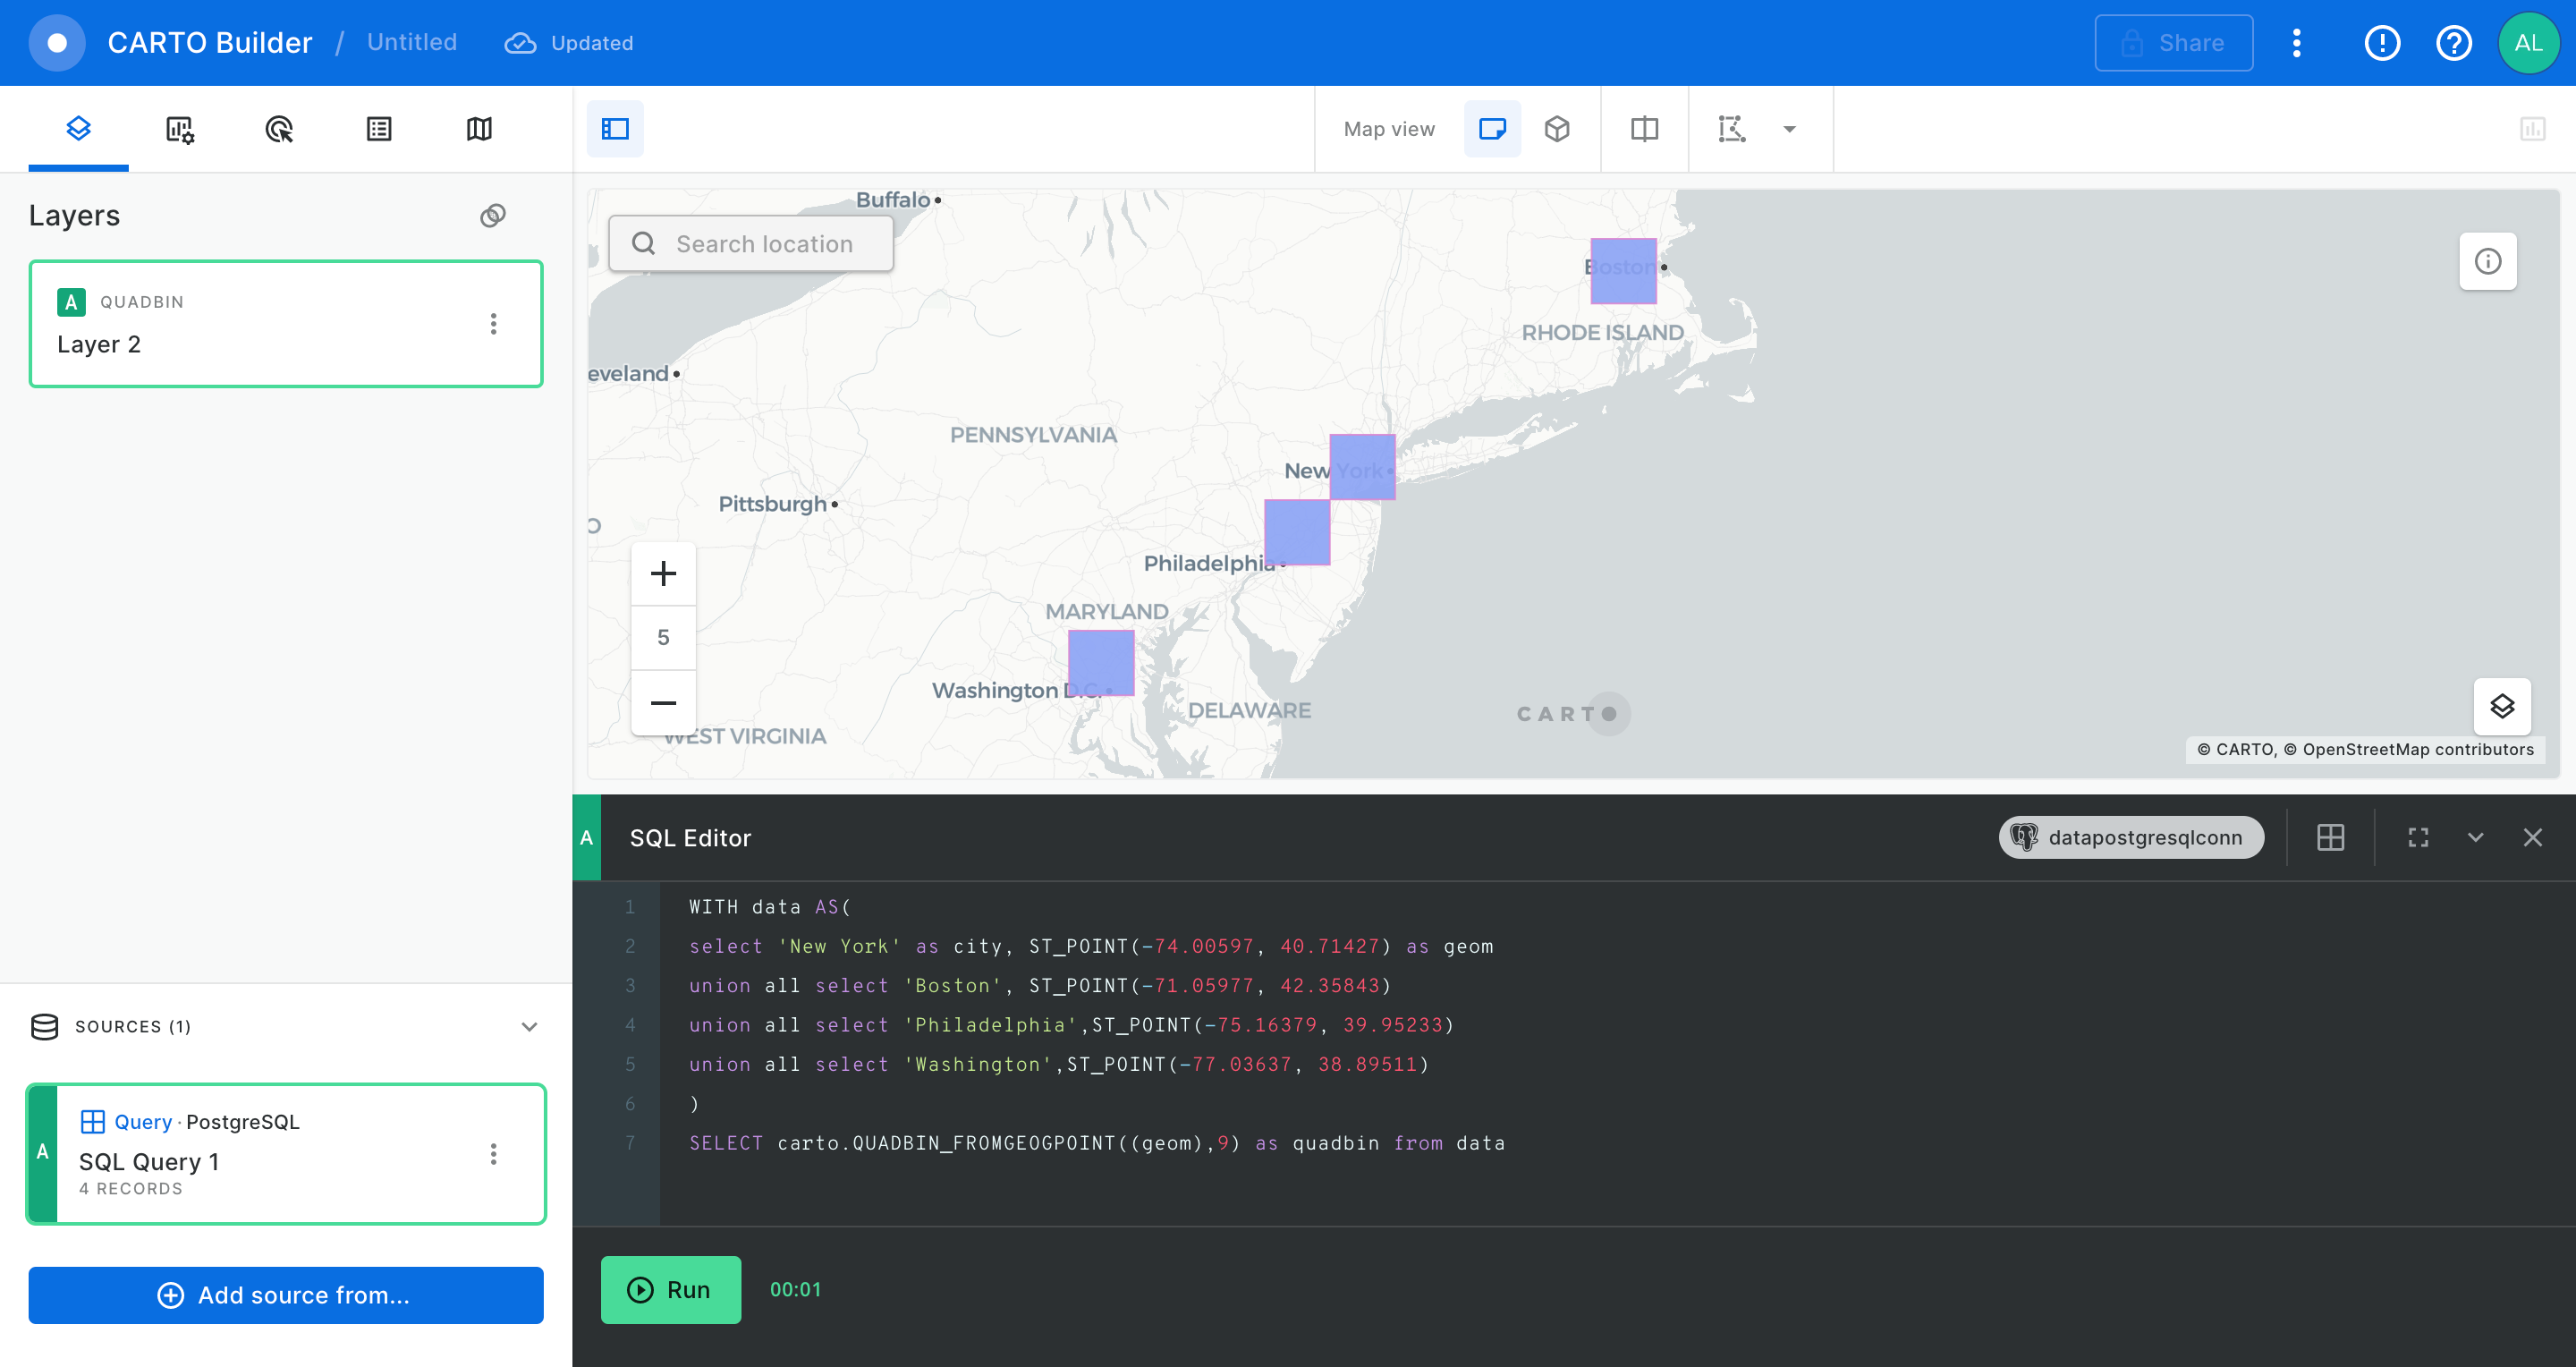 CARTO Builder / Untitled Updated Share AL
Map view
Layers
A QUADBIN
Layer 2
Search location
Buffalo
Boston
RHODE ISLAND
eveland
PENNSYLVANIA
New York
Pittsburgh
O
Philadelphia
5
MARYLAND
Washington D.C.
DELAWARE
WEST VIRGINIA
CARTO
© CARTO, © OpenStreetMap contributors
A SQL Editor datapostgresqlconn
1 WITH data AS(
2 select 'New York' as city, ST_POINT(-74.00597, 40.71427) as geom
3 union all select 'Boston', ST_POINT(-71.05977, 42.35843)
4 union all select 'Philadelphia',ST_POINT(-75.16379, 39.95233)
5 union all select 'Washington',ST_POINT(-77.03637, 38.89511)
6 )
7 SELECT carto.QUADBIN_FROMGEOGPOINT((geom),9) as quadbin from data
SOURCES (1)
A
Query · PostgreSQL
SQL Query 1
4 RECORDS
Add source from...
Run 00:01